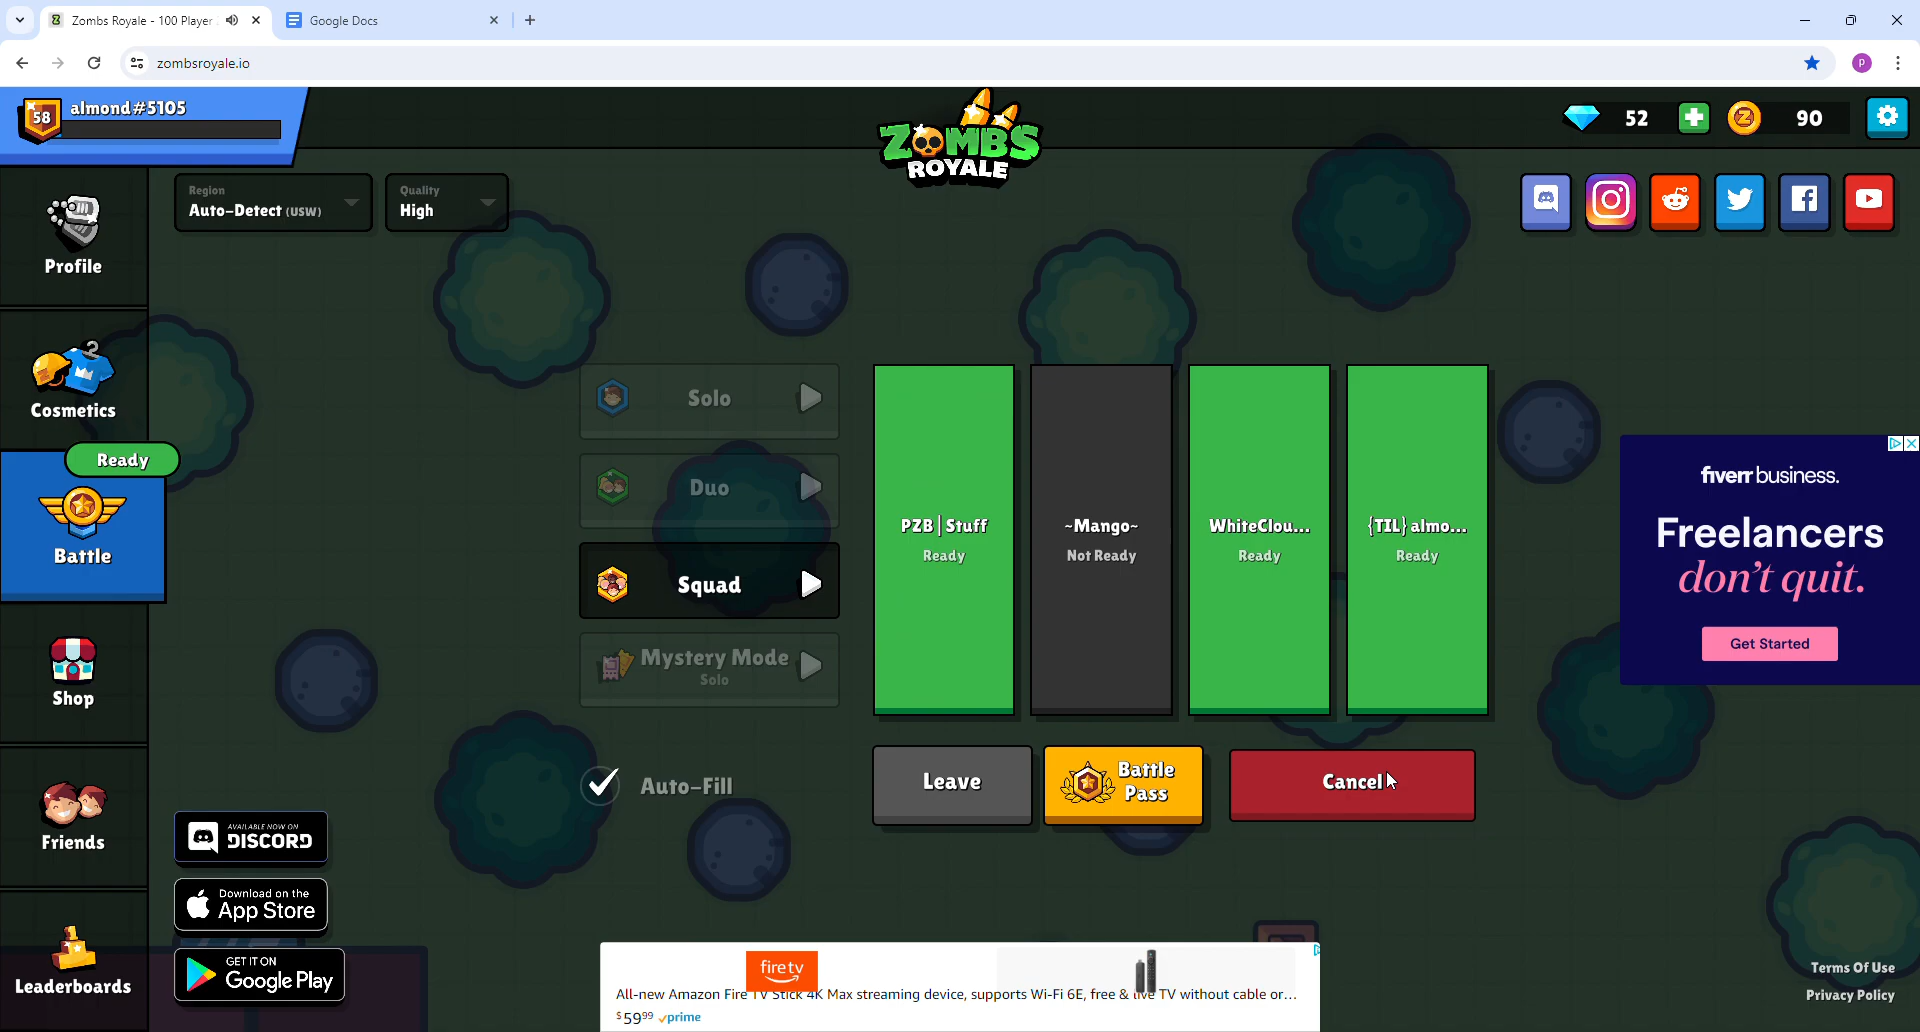 Zombs Royale - 100 Player
Google Docs
zombsroyale.io
P
58
almond#5105
ZOMBS
ROYALE
52
90
Region
Auto-Detect (USW)
Quality
High
Profile
2
Cosmetics
Ready
Battle
Shop
Friends
Leaderboards
Solo
Duo
Squad
Mystery Mode
Solo
Auto-Fill
PZB|Stuff
Ready
~Mango~
Not Ready
WhiteClou...
Ready
{TIL} almo...
Ready
Leave
Battle
Pass
Cancel
fiverr business.
Freelancers
don't quit.
Get Started
AVAILABLE NOW ON
DISCORD
Download on the
App Store
GET IT ON
Google Play
fire tv
All-new Amazon Fire TV Stick 4K Max streaming device, supports Wi-Fi 6E, free & live TV without cable or...
$59⁹⁹ prime
Terms Of Use
Privacy Policy